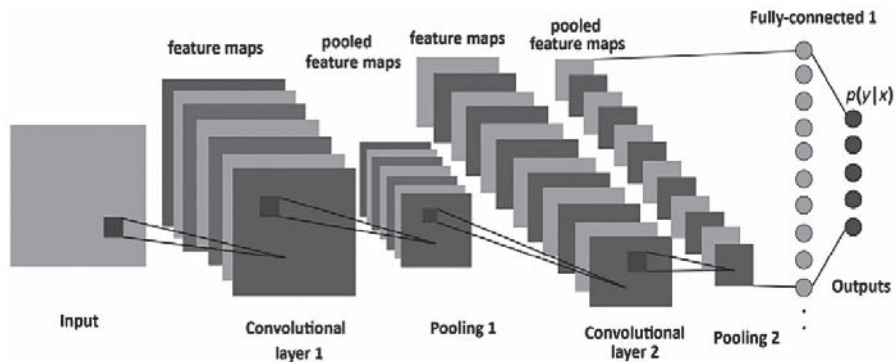 Fully-connected 1
feature maps
pooled
feature maps
feature maps
pooled
feature maps
p(y|x)
Input
Convolutional
layer 1
Pooling 1
Convolutional
layer 2
Pooling 2
Outputs